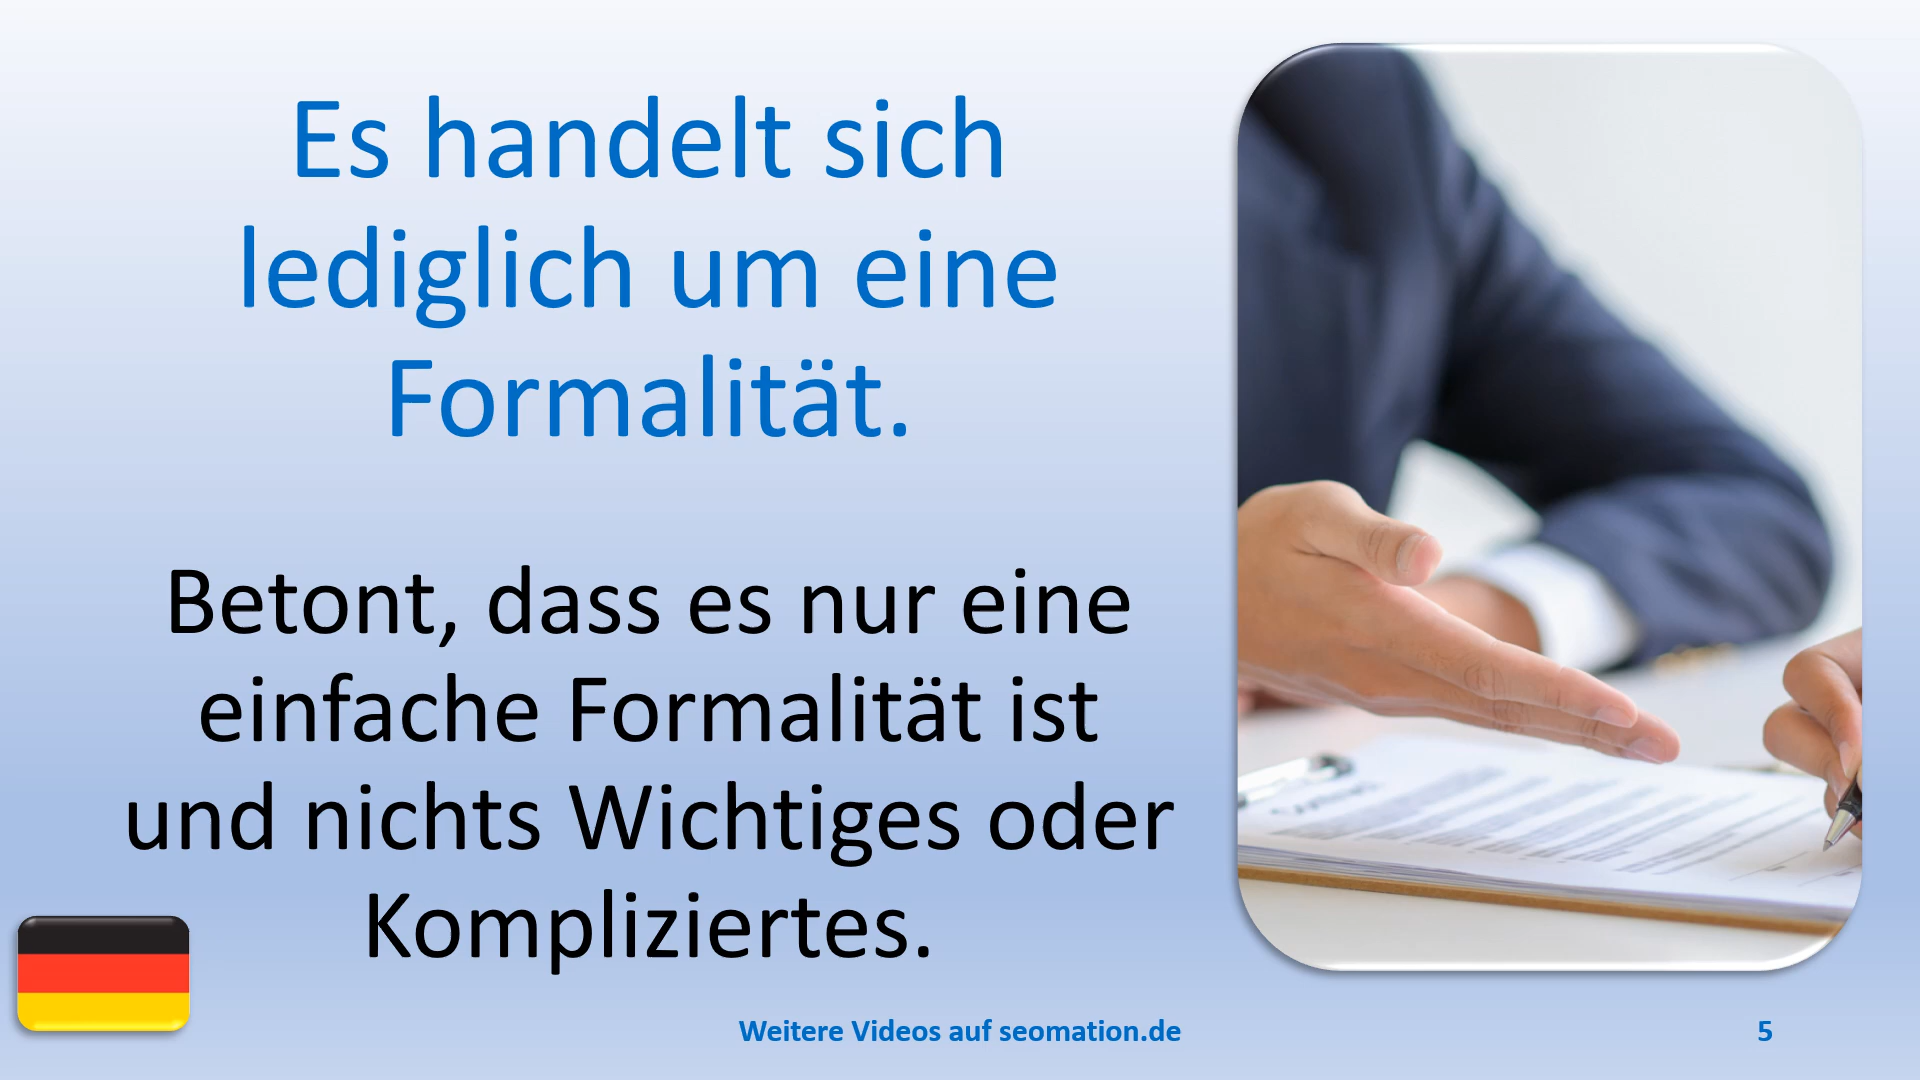 Es handelt sich
lediglich um eine
Formalität.
Betont, dass es nur eine
einfache Formalität ist
und nichts Wichtiges oder
Kompliziertes.
Weitere Videos auf seomation.de
5